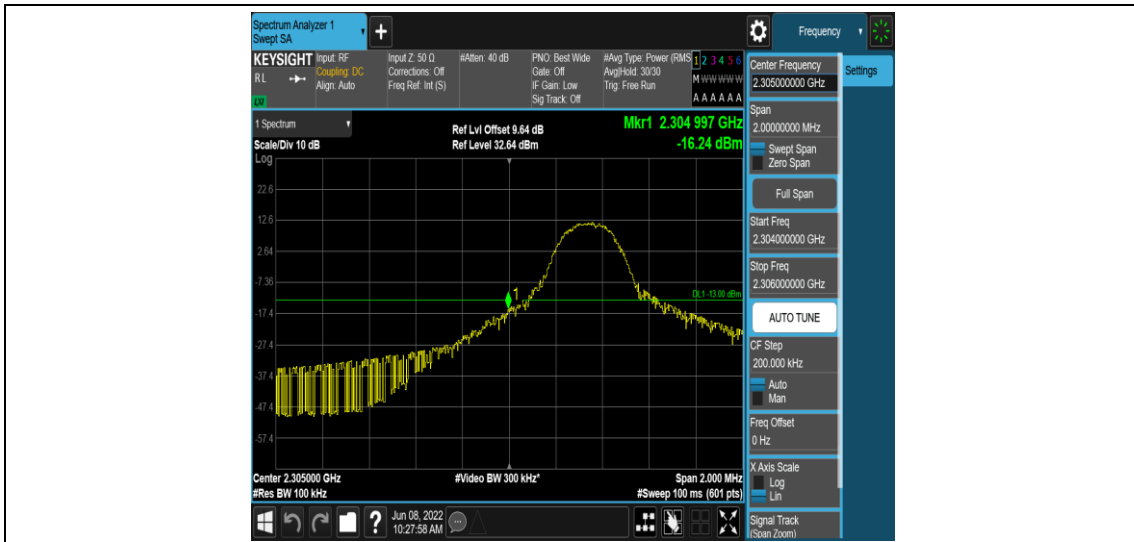 Spectrum Analyzer 1
Swept SA
Frequency
KEYSIGHT
RL
LXI
Input: RF
Coupling: DC
Align: Auto
Input Z: 50 Ω
Corrections: Off
Freq Ref: Int (S)
#Atten: 40 dB
PNO: Best Wide
Gate: Off
IF Gain: Low
Sig Track: Off
#Avg Type: Power (RMS
Avg|Hold: 30/30
Trig: Free Run
1 2 3 4 5 6
M W W W W W
A A A A A A
1 Spectrum
Scale/Div 10 dB
Log
Ref Lvl Offset 9.64 dB
Ref Level 32.64 dBm
Mkr1 2.304 997 GHz
-16.24 dBm
22.6
12.6
2.64
-7.36
-17.4
-27.4
-37.4
-47.4
-57.4
1
DL1 -13.00 dBm
Center 2.305000 GHz
#Res BW 100 kHz
#Video BW 300 kHz*
Span 2.000 MHz
#Sweep 100 ms (601 pts)
Jun 08, 2022
10:27:58 AM
Center Frequency
2.305000000 GHz
Settings
Span
2.00000000 MHz
Swept Span
Zero Span
Full Span
Start Freq
2.304000000 GHz
Stop Freq
2.306000000 GHz
AUTO TUNE
CF Step
200.000 kHz
Auto
Man
Freq Offset
0 Hz
X Axis Scale
Log
Lin
Signal Track
(Span Zoom)